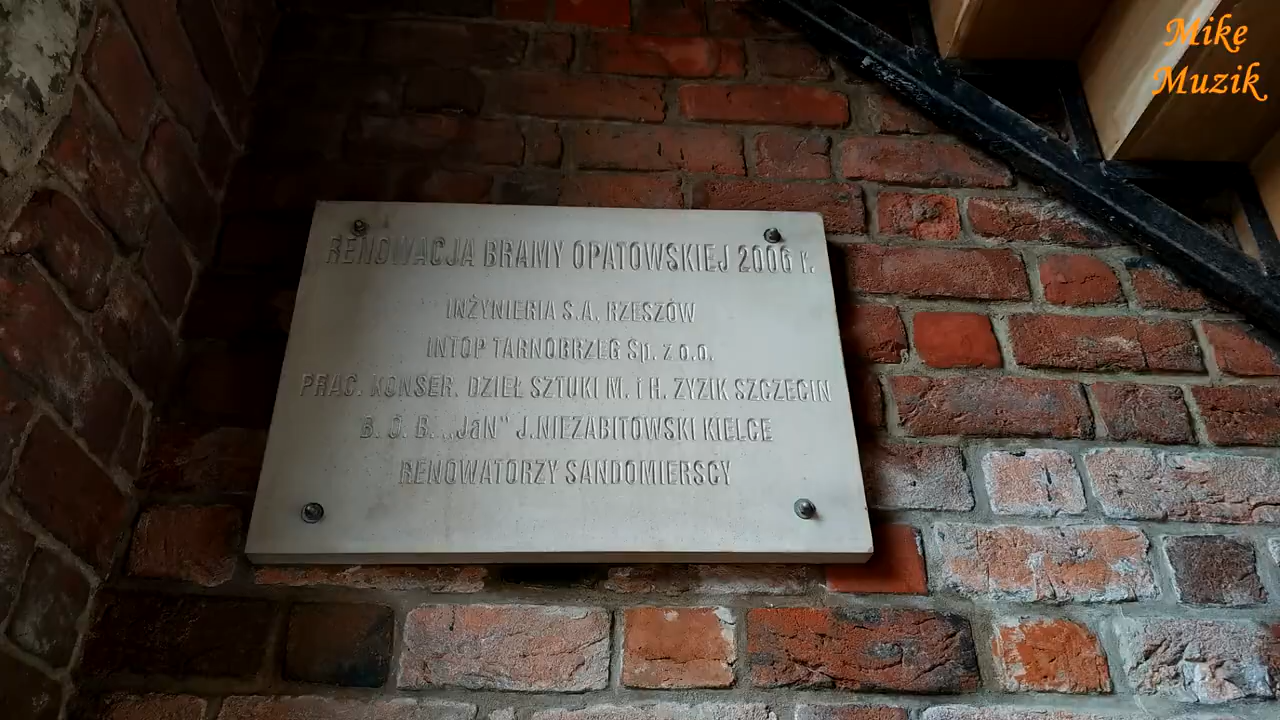 Mike
Muzik
RENOWACJA BRAMY OPATOWSKIEJ 2006 r.
INŻYNIERIA S.A. RZESZÓW
INTOP TARNOBRZEG Sp. z o.o.
PRAC. KONSER. DZIEŁ SZTUKI M. i H. ZYZIK SZCZECIN
B. O. B. „JaN” J.NIEZABITOWSKI KIELCE
RENOWATORZY SANDOMIERSCY